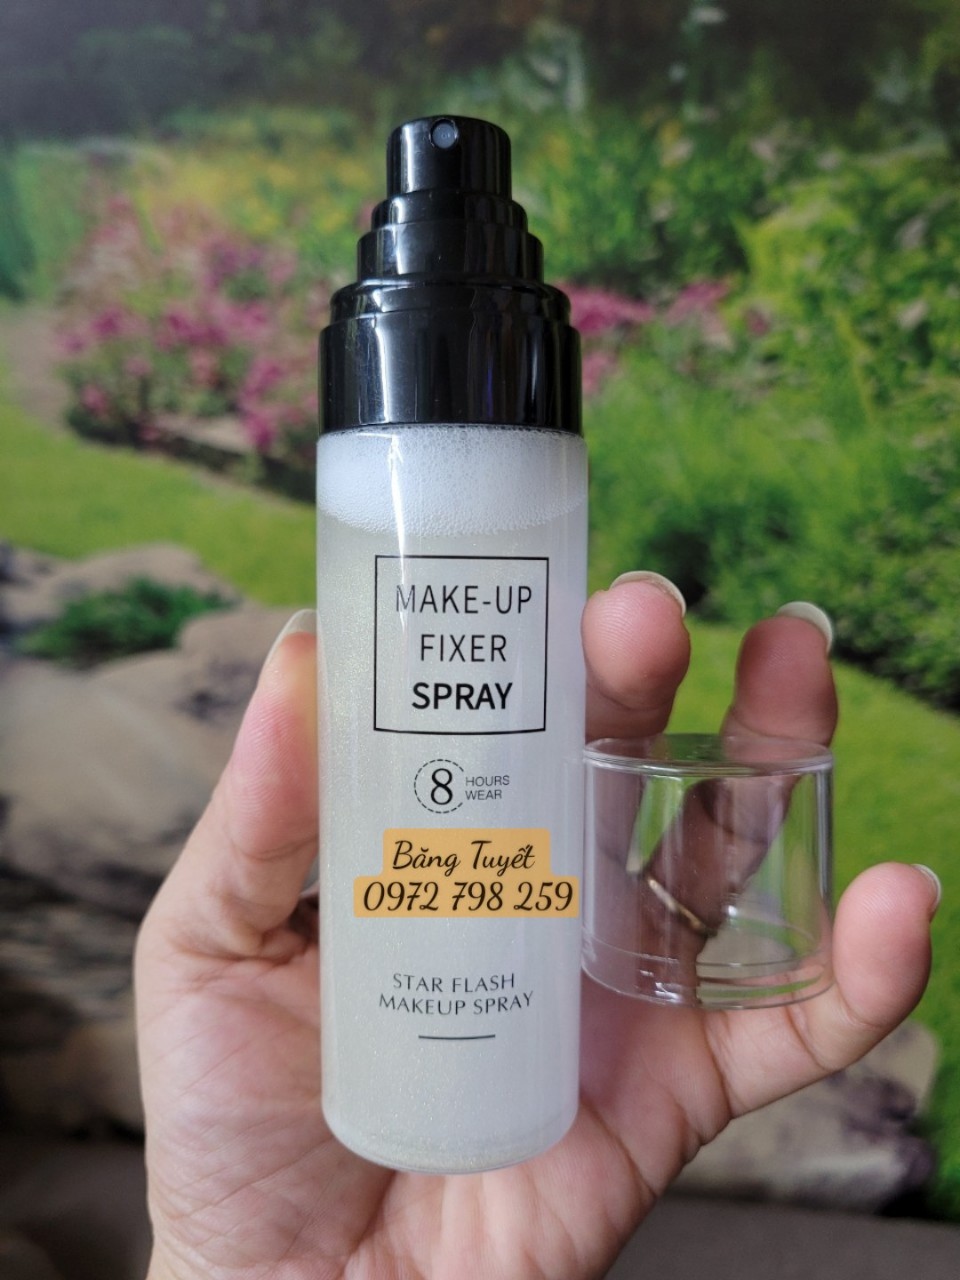 MAKE-UP
FIXER
SPRAY
8 HOURS
WEAR
Băng Tuyết
0972 798 259
STAR FLASH
MAKEUP SPRAY